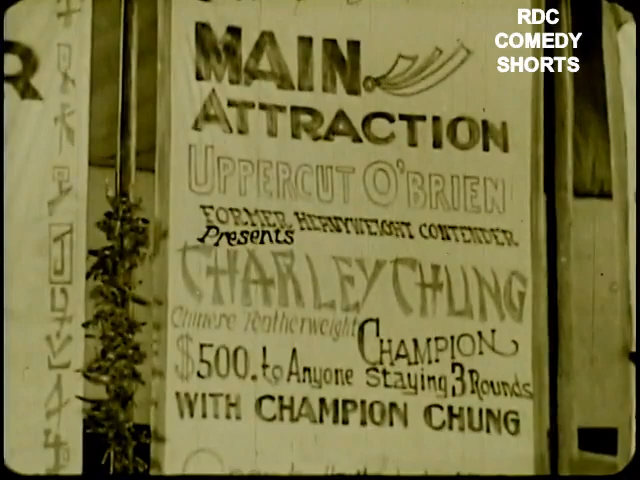 RDC
COMEDY
SHORTS
MAIN
ATTRACTION
UPPERCUT O'BRIEN
FORMER HEAVYWEIGHT CONTENDER
Presents
CHARLEY CHUNG
Chinese Featherweight CHAMPION
$500. to Anyone Staying 3 Rounds
WITH CHAMPION CHUNG